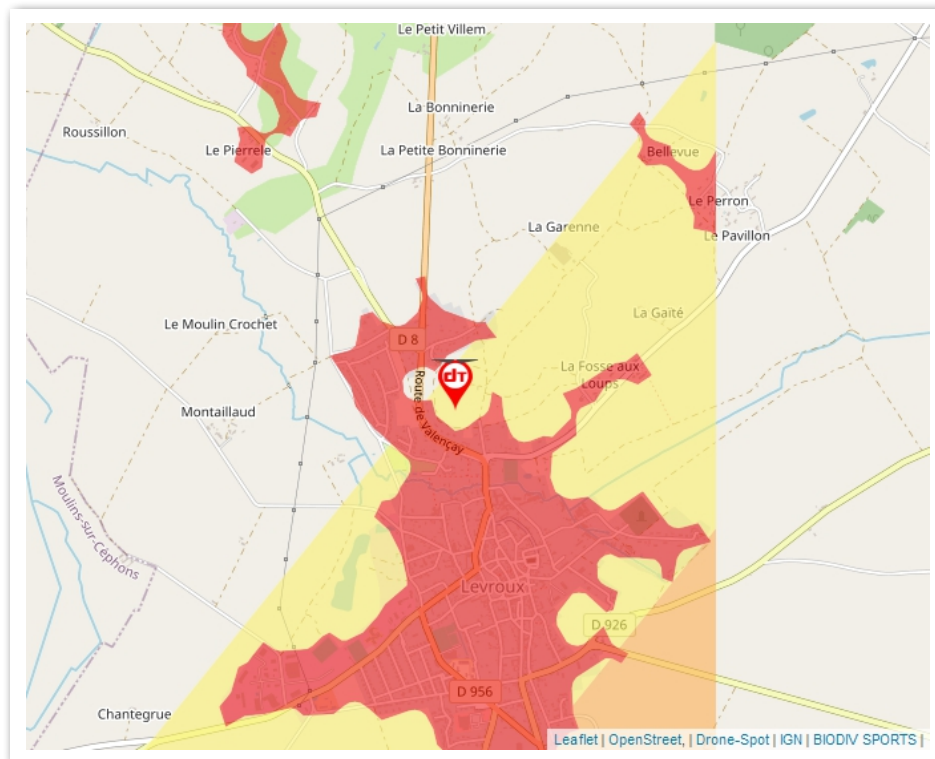 Le Petit Villem
La Bonninerie
Roussillon
Le Pierrele
La Petite Bonninerie
Bellevue
Le Perron
La Garenne
Le Pavillon
La Gaité
Le Moulin Crochet
D 8
La Fosse aux
Loups
dT
Route de Valençay
Montaillaud
Moulins-sur-Céphons
Levroux
D 926
D 956
Chantegrue
Leaflet | OpenStreet, | Drone-Spot | IGN | BIODIV SPORTS |